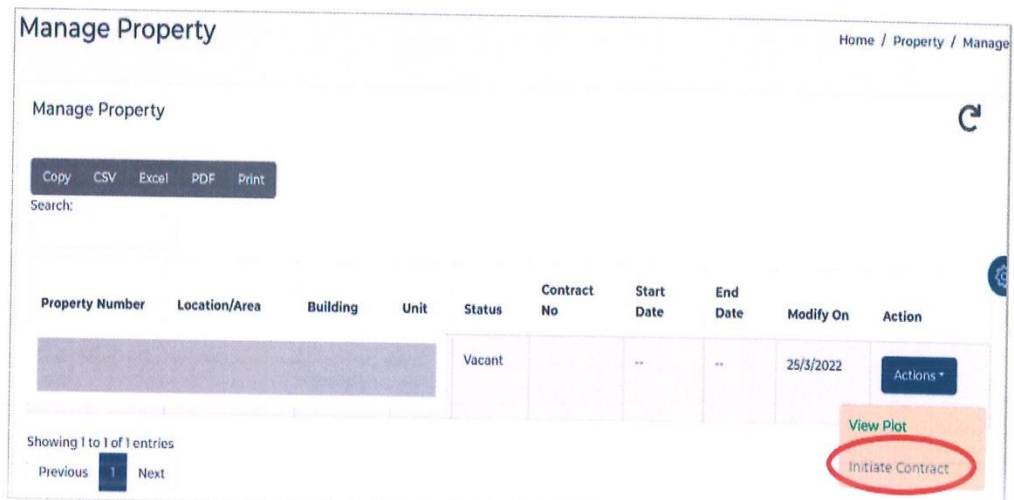 Manage Property
Home / Property / Manage
Manage Property
Copy CSV Excel PDF Print
Search:
Property Number Location/Area Building Unit Status Contract No Start Date End Date Modify On Action
Vacant -- -- 25/3/2022 Actions
View Plot
Initiate Contract
Showing 1 to 1 of 1 entries
Previous 1 Next